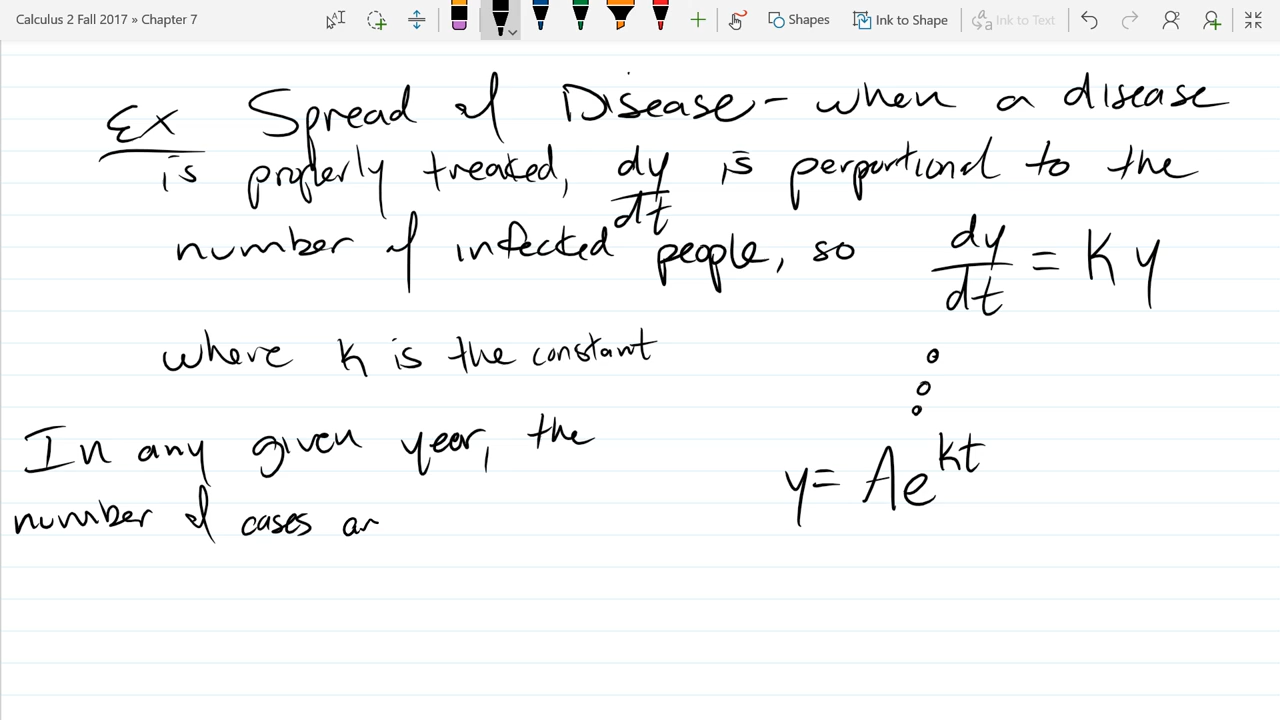 Calculus 2 Fall 2017 » Chapter 7
Shapes
Ink to Shape
Ink to Text
Ex Spread of Disease - when a disease
is properly treated, dy/dt is perportional to the
number of infected people, so dy/dt = Ky
where K is the constant
In any given year, the
y = Ae^kt
number of cases an